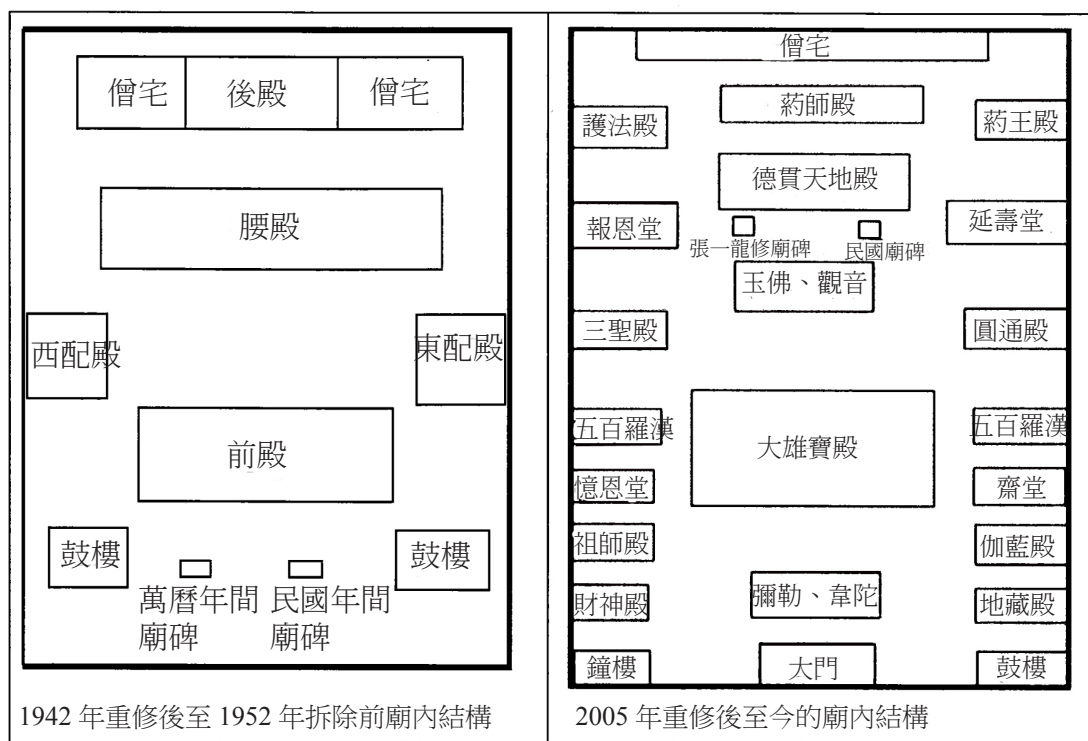 僧宅 後殿 僧宅
腰殿
西配殿 東配殿
前殿
鼓樓 鼓樓
萬曆年間 民國年間
廟碑 廟碑
1942 年重修後至 1952 年拆除前廟內結構
僧宅
葯師殿
護法殿 葯王殿
德貫天地殿
報恩堂 延壽堂
張一龍修廟碑 民國廟碑
玉佛、觀音
三聖殿 圓通殿
五百羅漢 五百羅漢
大雄寶殿
憶恩堂 齋堂
祖師殿 伽藍殿
彌勒、韋陀
財神殿 地藏殿
鐘樓 大門 鼓樓
2005 年重修後至今的廟內結構